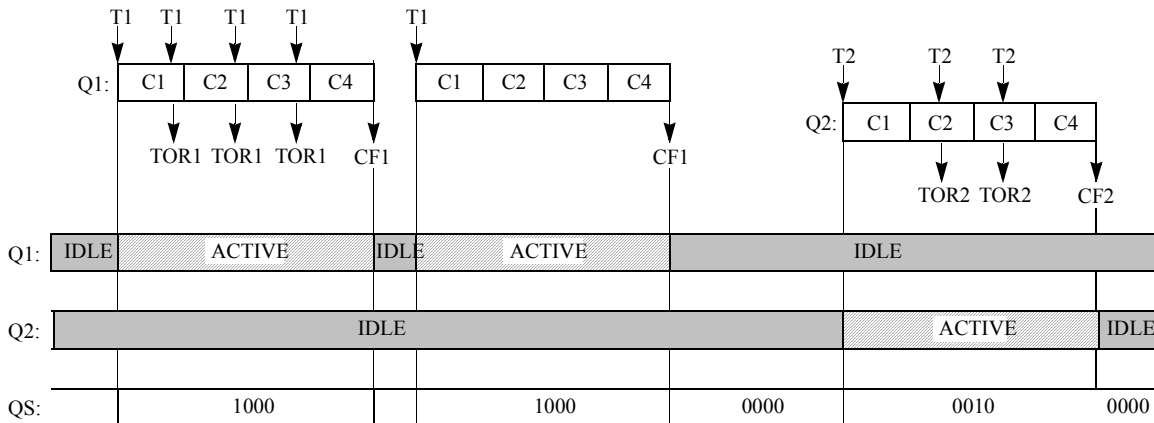 T1 T1 T1 T1 T1
T2 T2 T2
Q1: C1 C2 C3 C4 C1 C2 C3 C4
Q2: C1 C2 C3 C4
TOR1 TOR1 TOR1 CF1 CF1
TOR2 TOR2 CF2
Q1: IDLE ACTIVE IDLE ACTIVE IDLE
Q2: IDLE ACTIVE IDLE
QS: 1000 1000 0000 0010 0000